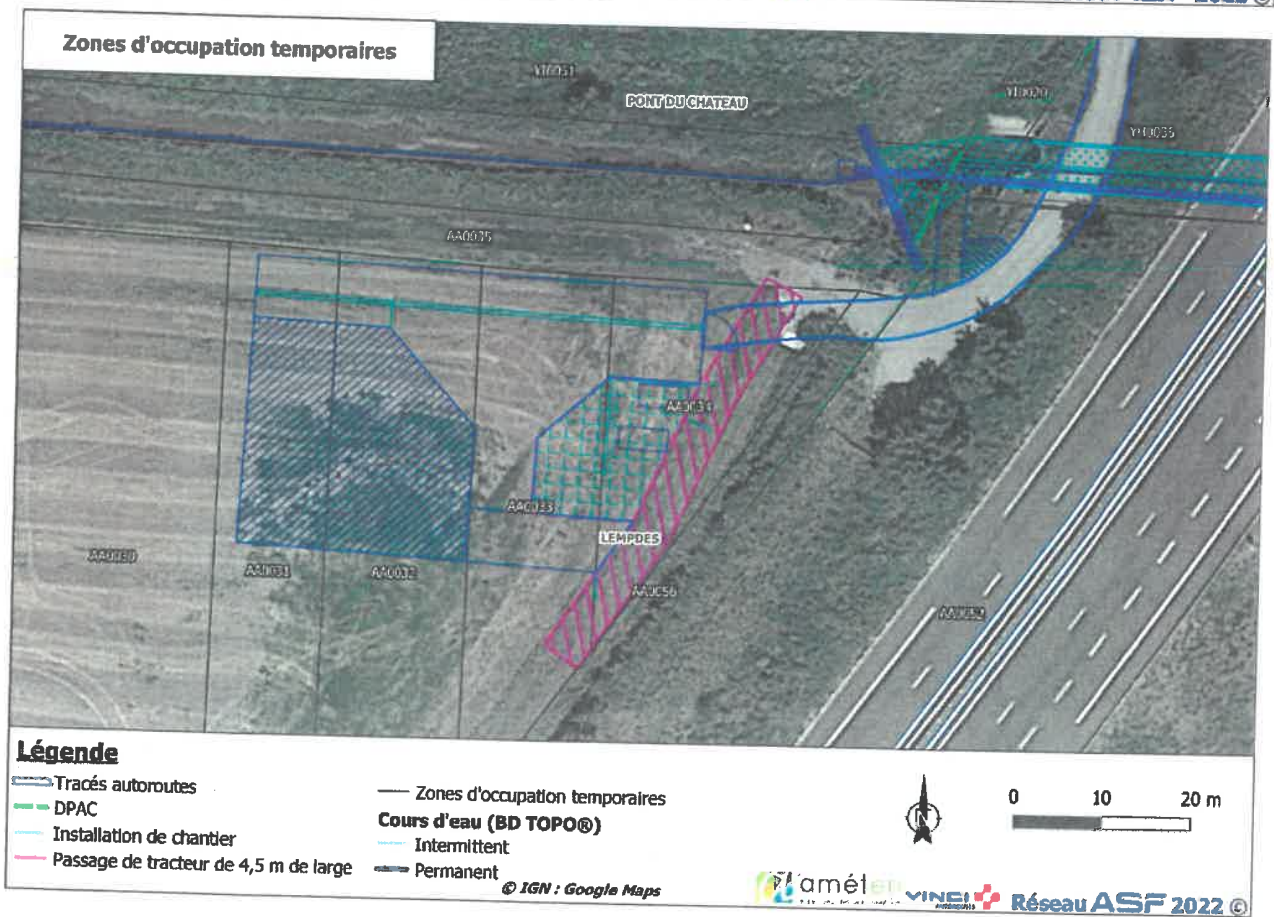 Zones d'occupation temporaires
PONT DU CHATEAU
AA0035
AA0034
AA0033
LEMPDES
AA0030
AA0031
AA0032
AA0056
Légende
Tracés autoroutes
DPAC
Installation de chantier
Passage de tracteur de 4,5 m de large
Zones d'occupation temporaires
Cours d'eau (BD TOPO®)
Intermittent
Permanent
© IGN : Google Maps
N
0 10 20 m
améten
VINCI
Réseau ASF 2022 ©